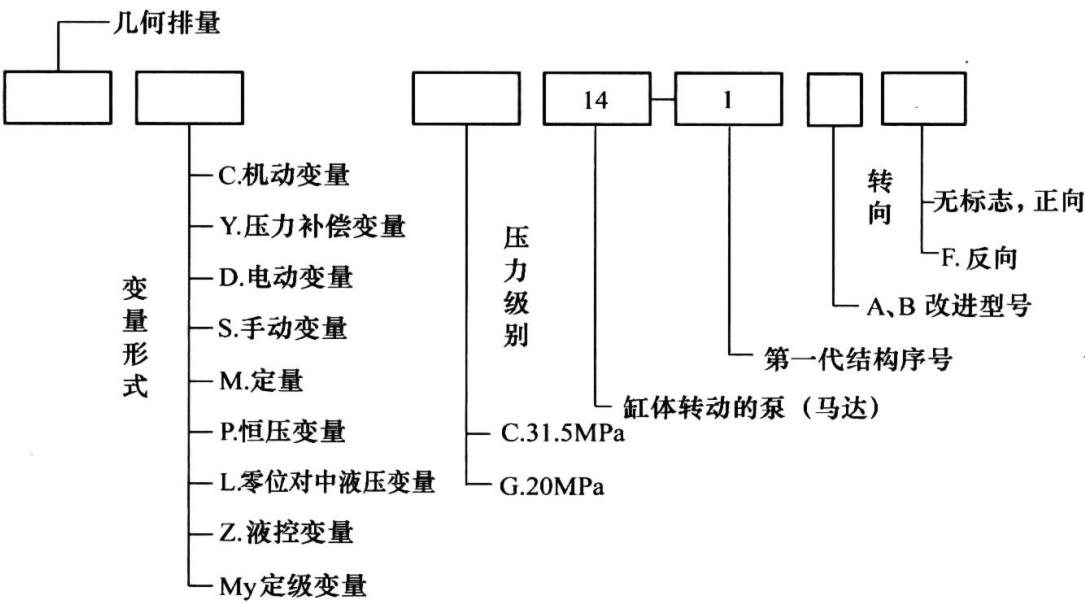 几何排量
14
1
C.机动变量
Y.压力补偿变量
D.电动变量
S.手动变量
M.定量
P.恒压变量
L.零位对中液压变量
Z.液控变量
My定级变量
变量形式
压力级别
C.31.5MPa
G.20MPa
缸体转动的泵（马达）
第一代结构序号
A、B 改进型号
转向
无标志，正向
F.反向